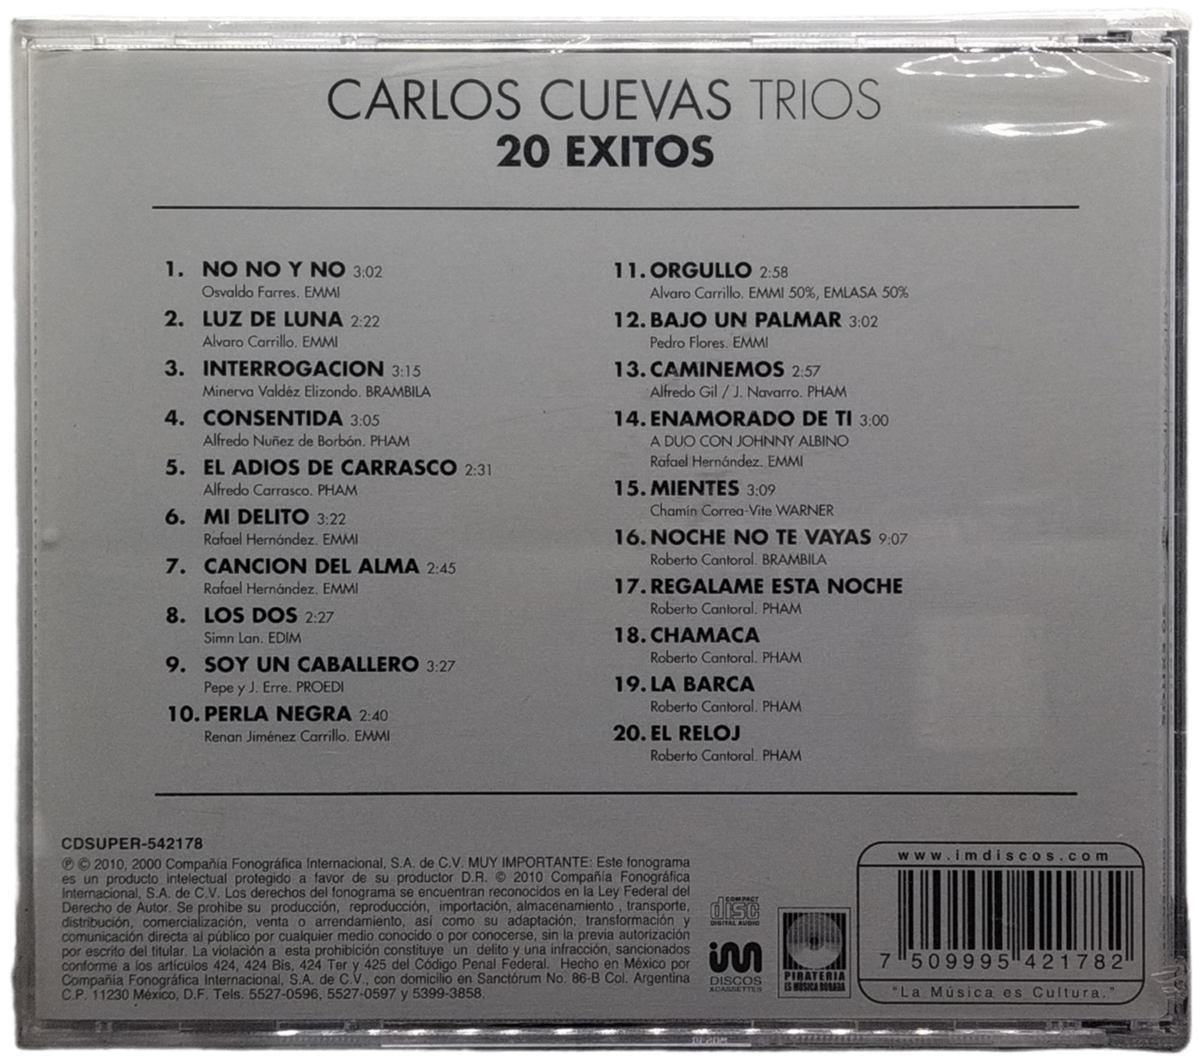 CARLOS CUEVAS TRIOS
20 EXITOS
1. NO NO Y NO 3:02
Osvaldo Farres. EMMI
2. LUZ DE LUNA 2:22
Alvaro Carrillo. EMMI
3. INTERROGACION 3:15
Minerva Valdéz Elizondo. BRAMBILA
4. CONSENTIDA 3:05
Alfredo Nuñez de Borbón. PHAM
5. EL ADIOS DE CARRASCO 2:31
Alfredo Carrasco. PHAM
6. MI DELITO 3:22
Rafael Hernández. EMMI
7. CANCION DEL ALMA 2:45
Rafael Hernández. EMMI
8. LOS DOS 2:27
Simn Lan. EDIM
9. SOY UN CABALLERO 3:27
Pepe y J. Erre. PROEDI
10. PERLA NEGRA 2:40
Renan Jiménez Carrillo. EMMI
11. ORGULLO 2:58
Alvaro Carrillo. EMMI 50%, EMLASA 50%
12. BAJO UN PALMAR 3:02
Pedro Flores. EMMI
13. CAMINEMOS 2:57
Alfredo Gil / J. Navarro. PHAM
14. ENAMORADO DE TI 3:00
A DUO CON JOHNNY ALBINO
Rafael Hernández. EMMI
15. MIENTES 3:09
Chamín Correa-Vite WARNER
16. NOCHE NO TE VAYAS 9:07
Roberto Cantoral. BRAMBILA
17. REGALAME ESTA NOCHE
Roberto Cantoral. PHAM
18. CHAMACA
Roberto Cantoral. PHAM
19. LA BARCA
Roberto Cantoral. PHAM
20. EL RELOJ
Roberto Cantoral. PHAM
CDSUPER-542178
℗ © 2010, 2000 Compañía Fonográfica Internacional, S.A. de C.V. MUY IMPORTANTE: Este fonograma
es un producto intelectual protegido a favor de su productor D.R. © 2010 Compañía Fonográfica
Internacional, S.A. de C.V. Los derechos del fonograma se encuentran reconocidos en la Ley Federal del
Derecho de Autor. Se prohibe su producción, reproducción, importación, almacenamiento, transporte,
distribución, comercialización, venta o arrendamiento, así como su adaptación, transformación y
comunicación directa al público por cualquier medio conocido o por conocerse, sin la previa autorización
por escrito del titular. La violación a esta prohibición constituye un delito y una infracción, sancionados
conforme a los artículos 424, 424 Bis, 424 Ter y 425 del Código Penal Federal. Hecho en México por
Compañía Fonográfica Internacional, S.A. de C.V., con domicilio en Sanctórum No. 86-B Col. Argentina
C.P. 11230 México, D.F. Tels. 5527-0596, 5527-0597 y 5399-3858.
COMPACT
disc
DIGITAL AUDIO
im
DISCOS
&CASSETTES
PIRATERIA
ES MUSICA ROBADA
www.imdiscos.com
7 509995 421782
"La Música es Cultura."